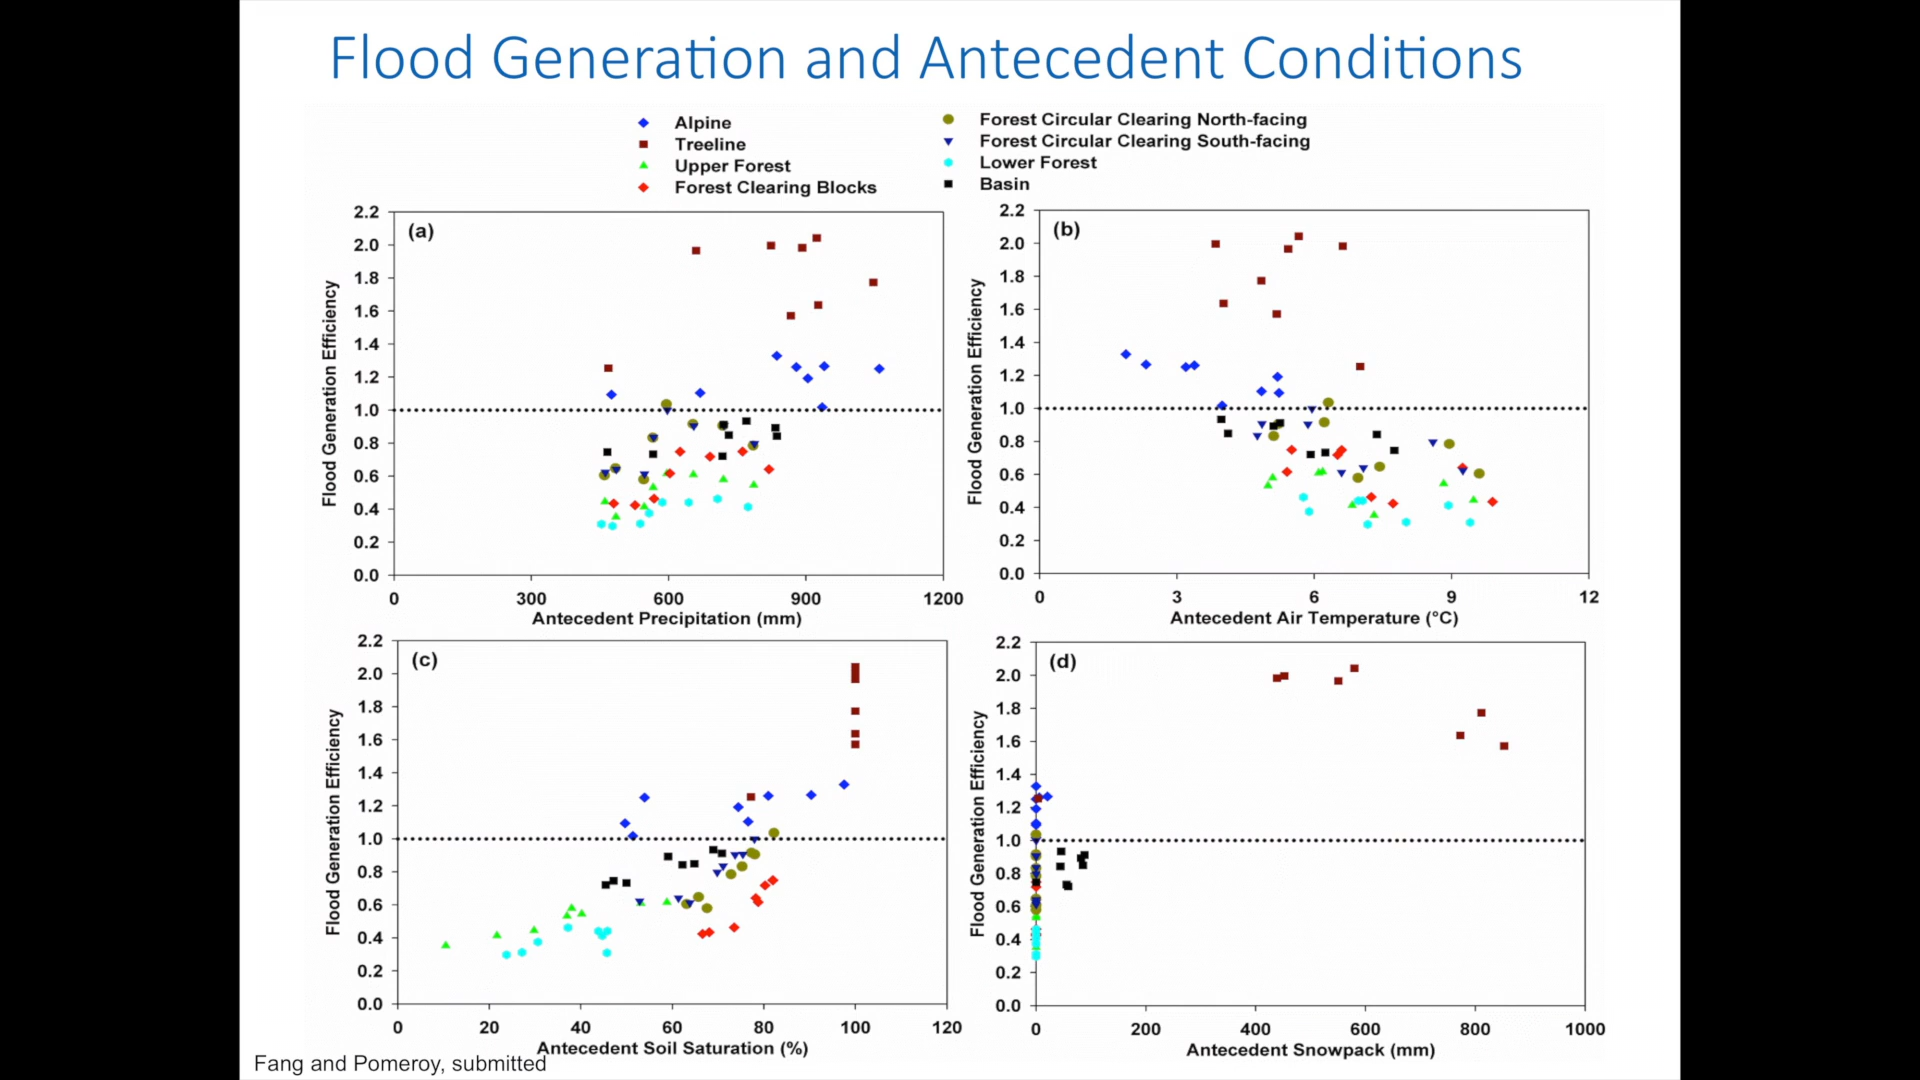 Flood Generation and Antecedent Conditions
Alpine
Treeline
Upper Forest
Forest Clearing Blocks
Forest Circular Clearing North-facing
Forest Circular Clearing South-facing
Lower Forest
Basin
(a)
2.2
2.0
1.8
1.6
1.4
1.2
1.0
0.8
0.6
0.4
0.2
0.0
Flood Generation Efficiency
0 300 600 900 1200
Antecedent Precipitation (mm)
(b)
2.2
2.0
1.8
1.6
1.4
1.2
1.0
0.8
0.6
0.4
0.2
0.0
Flood Generation Efficiency
0 3 6 9 12
Antecedent Air Temperature (°C)
(c)
2.2
2.0
1.8
1.6
1.4
1.2
1.0
0.8
0.6
0.4
0.2
0.0
Flood Generation Efficiency
0 20 40 60 80 100 120
Antecedent Soil Saturation (%)
(d)
2.2
2.0
1.8
1.6
1.4
1.2
1.0
0.8
0.6
0.4
0.2
0.0
Flood Generation Efficiency
0 200 400 600 800 1000
Antecedent Snowpack (mm)
Fang and Pomeroy, submitted